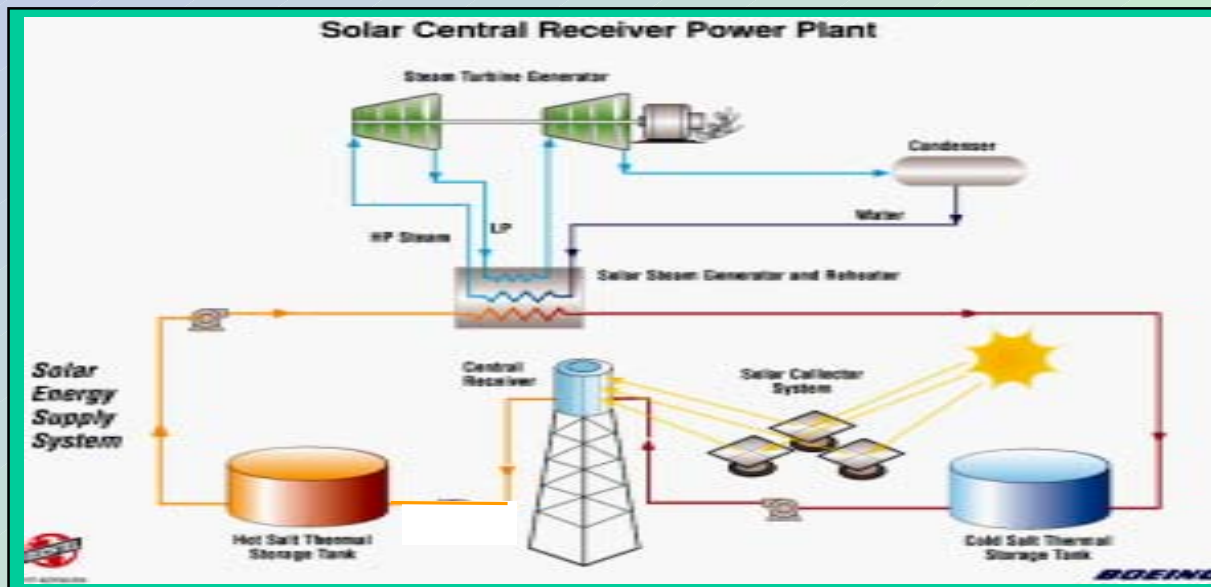 Solar Central Receiver Power Plant
Steam Turbine Generator
Condenser
Water
LP
HP Steam
Solar Steam Generator and Reheater
Solar
Energy
Supply
System
Central
Receiver
Solar Collector
System
Hot Salt Thermal
Storage Tank
Cold Salt Thermal
Storage Tank
BOEING